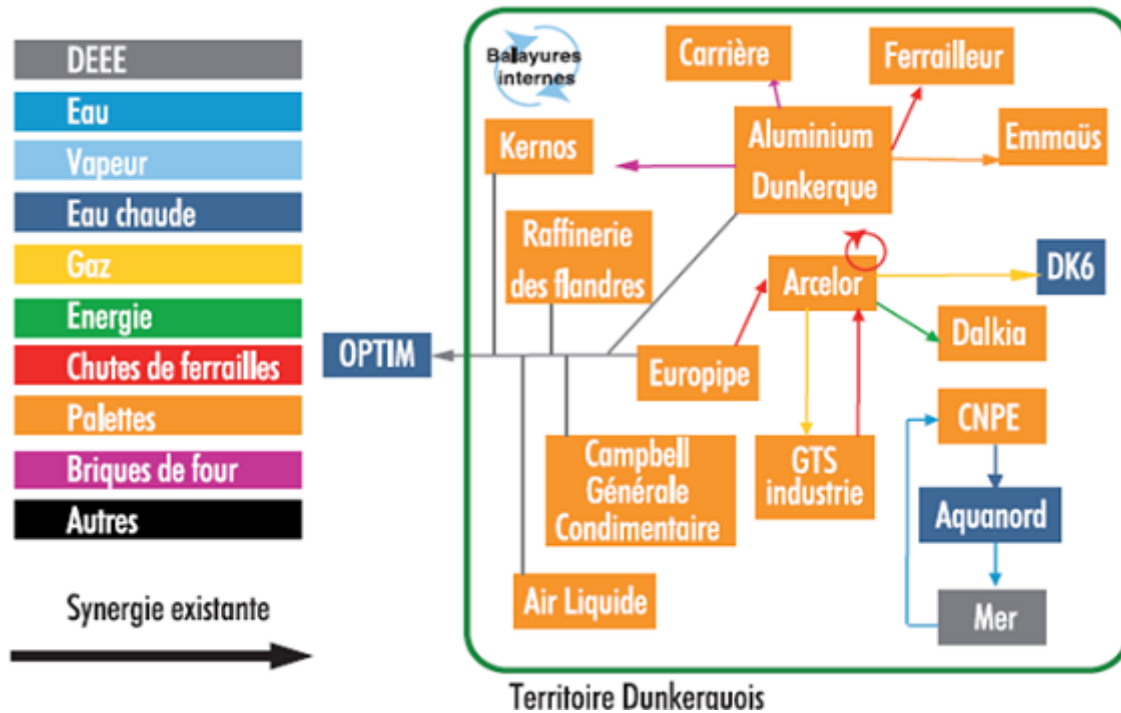 DEEE
Eau
Vapeur
Eau chaude
Gaz
Energie
Chutes de ferrailles
Palettes
Briques de four
Autres
Synergie existante
Balayures
internes
Carrière
Ferrailleur
Kernos
Aluminium
Dunkerque
Emmaüs
Raffinerie
des flandres
Arcelor
DK6
OPTIM
Europipe
Dalkia
Campbell
Générale
Condimentaire
GTS
industrie
CNPE
Aquanord
Air Liquide
Mer
Territoire Dunkerquois